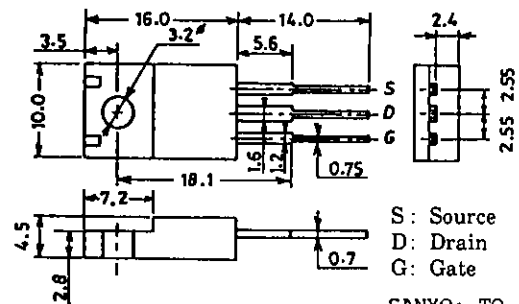 16.0 14.0
3.5 3.2ø 5.6 2.4
10.0 S 2.55
D
G 2.55
1.6 1.2
18.1 0.75
7.2
4.5 S: Source
D: Drain
2.8 0.7 G: Gate
SANYO: TO